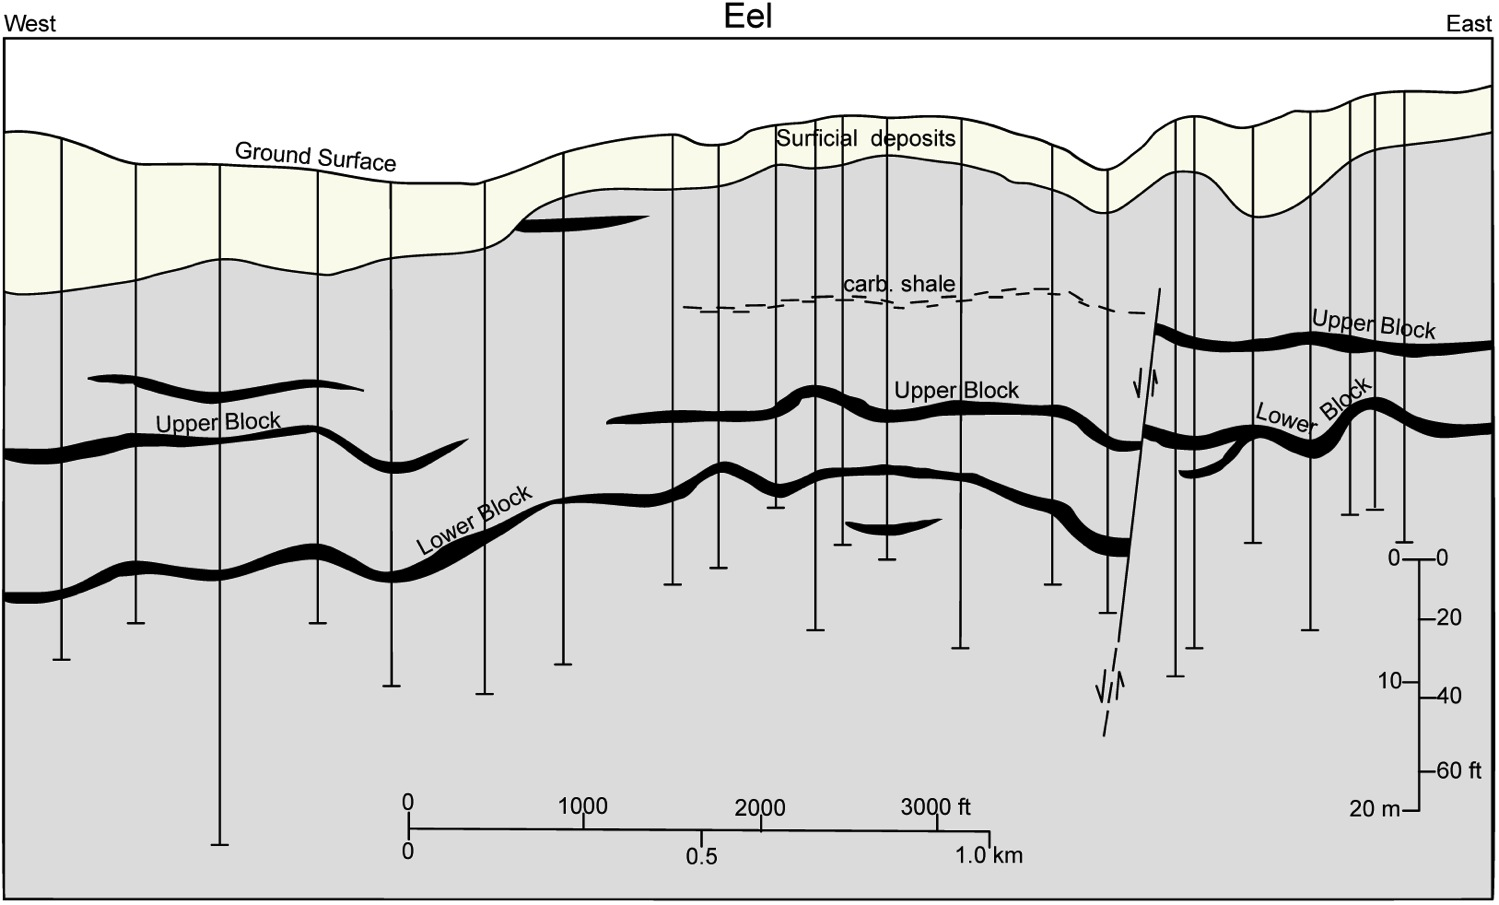 Eel
West
East
Ground Surface
Surficial deposits
carb. shale
Upper Block
Upper Block
Upper Block
Lower Block
Lower Block
0 0
20
10
40
60 ft
20 m
0 1000 2000 3000 ft
0 0.5 1.0 km